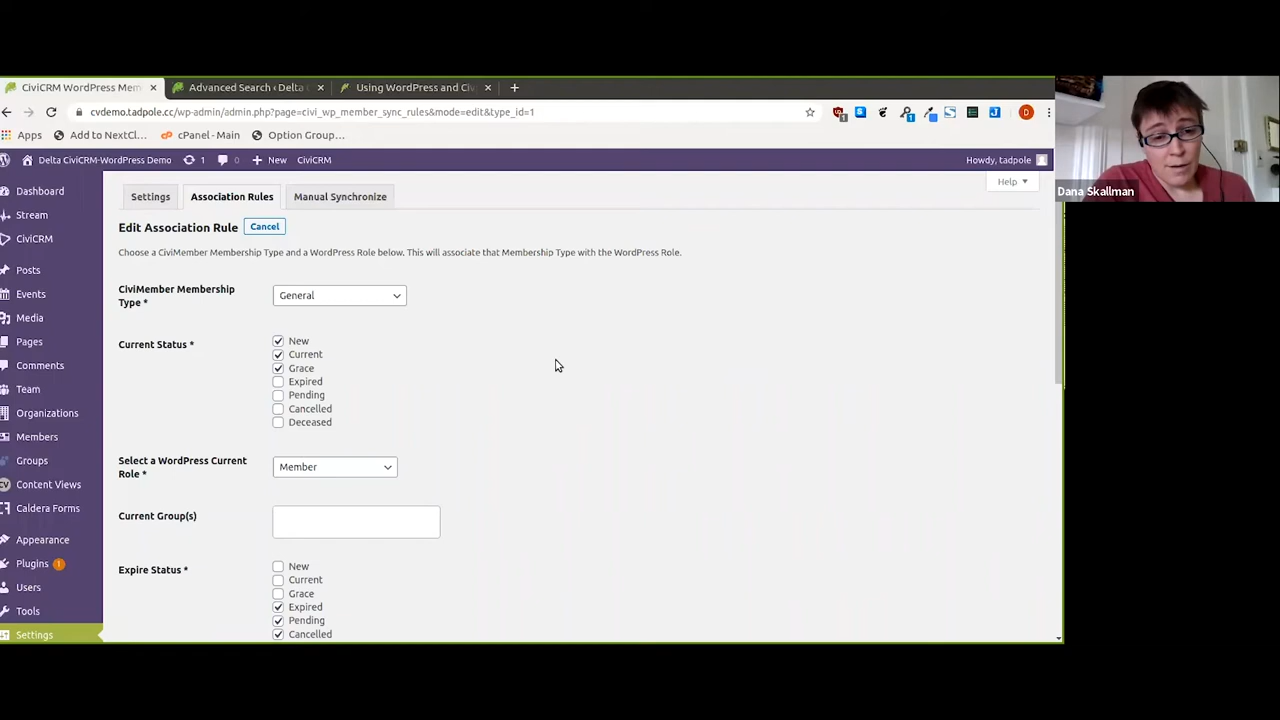 CiviCRM WordPress Mem
Advanced Search ‹ Delta C
Using WordPress and Civ
cvdemo.tadpole.cc/wp-admin/admin.php?page=civi_wp_member_sync_rules&mode=edit&type_id=1
Apps
Add to NextCl...
cPanel - Main
Option Group...
Delta CiviCRM-WordPress Demo
1
0
New
CiviCRM
Howdy, tadpole
Dana Skallman
Dashboard
Stream
CiviCRM
Posts
Events
Media
Pages
Comments
Team
Organizations
Members
Groups
Content Views
Caldera Forms
Appearance
Plugins 1
Users
Tools
Settings
Help
Settings
Association Rules
Manual Synchronize
Edit Association Rule Cancel
Choose a CiviMember Membership Type and a WordPress Role below. This will associate that Membership Type with the WordPress Role.
CiviMember Membership
Type *
General
Current Status *
New
Current
Grace
Expired
Pending
Cancelled
Deceased
Select a WordPress Current
Role *
Member
Current Group(s)
Expire Status *
New
Current
Grace
Expired
Pending
Cancelled